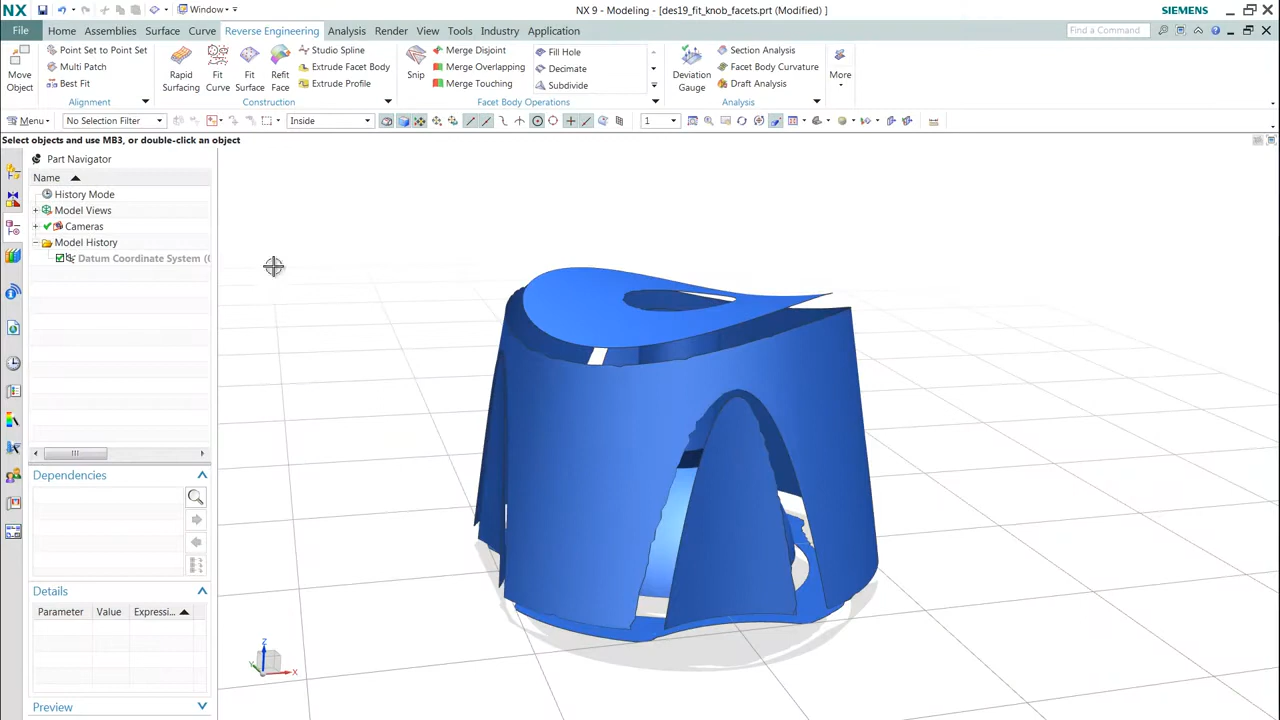 NX
Window
NX 9 - Modeling - [des19_fit_knob_facets.prt (Modified) ]
SIEMENS
File
Home
Assemblies
Surface
Curve
Reverse Engineering
Analysis
Render
View
Tools
Industry
Application
Find a Command
Move Object
Point Set to Point Set
Multi Patch
Best Fit
Alignment
Rapid Surfacing
Fit Curve
Fit Surface
Refit Face
Studio Spline
Extrude Facet Body
Extrude Profile
Construction
Snip
Merge Disjoint
Merge Overlapping
Merge Touching
Fill Hole
Decimate
Subdivide
Facet Body Operations
Deviation Gauge
Section Analysis
Facet Body Curvature
Draft Analysis
Analysis
More
Menu
No Selection Filter
Inside
1
Select objects and use MB3, or double-click an object
Part Navigator
Name
History Mode
Model Views
Cameras
Model History
Datum Coordinate System (
Dependencies
Details
Parameter
Value
Expressi...
Preview
Z
Y
X